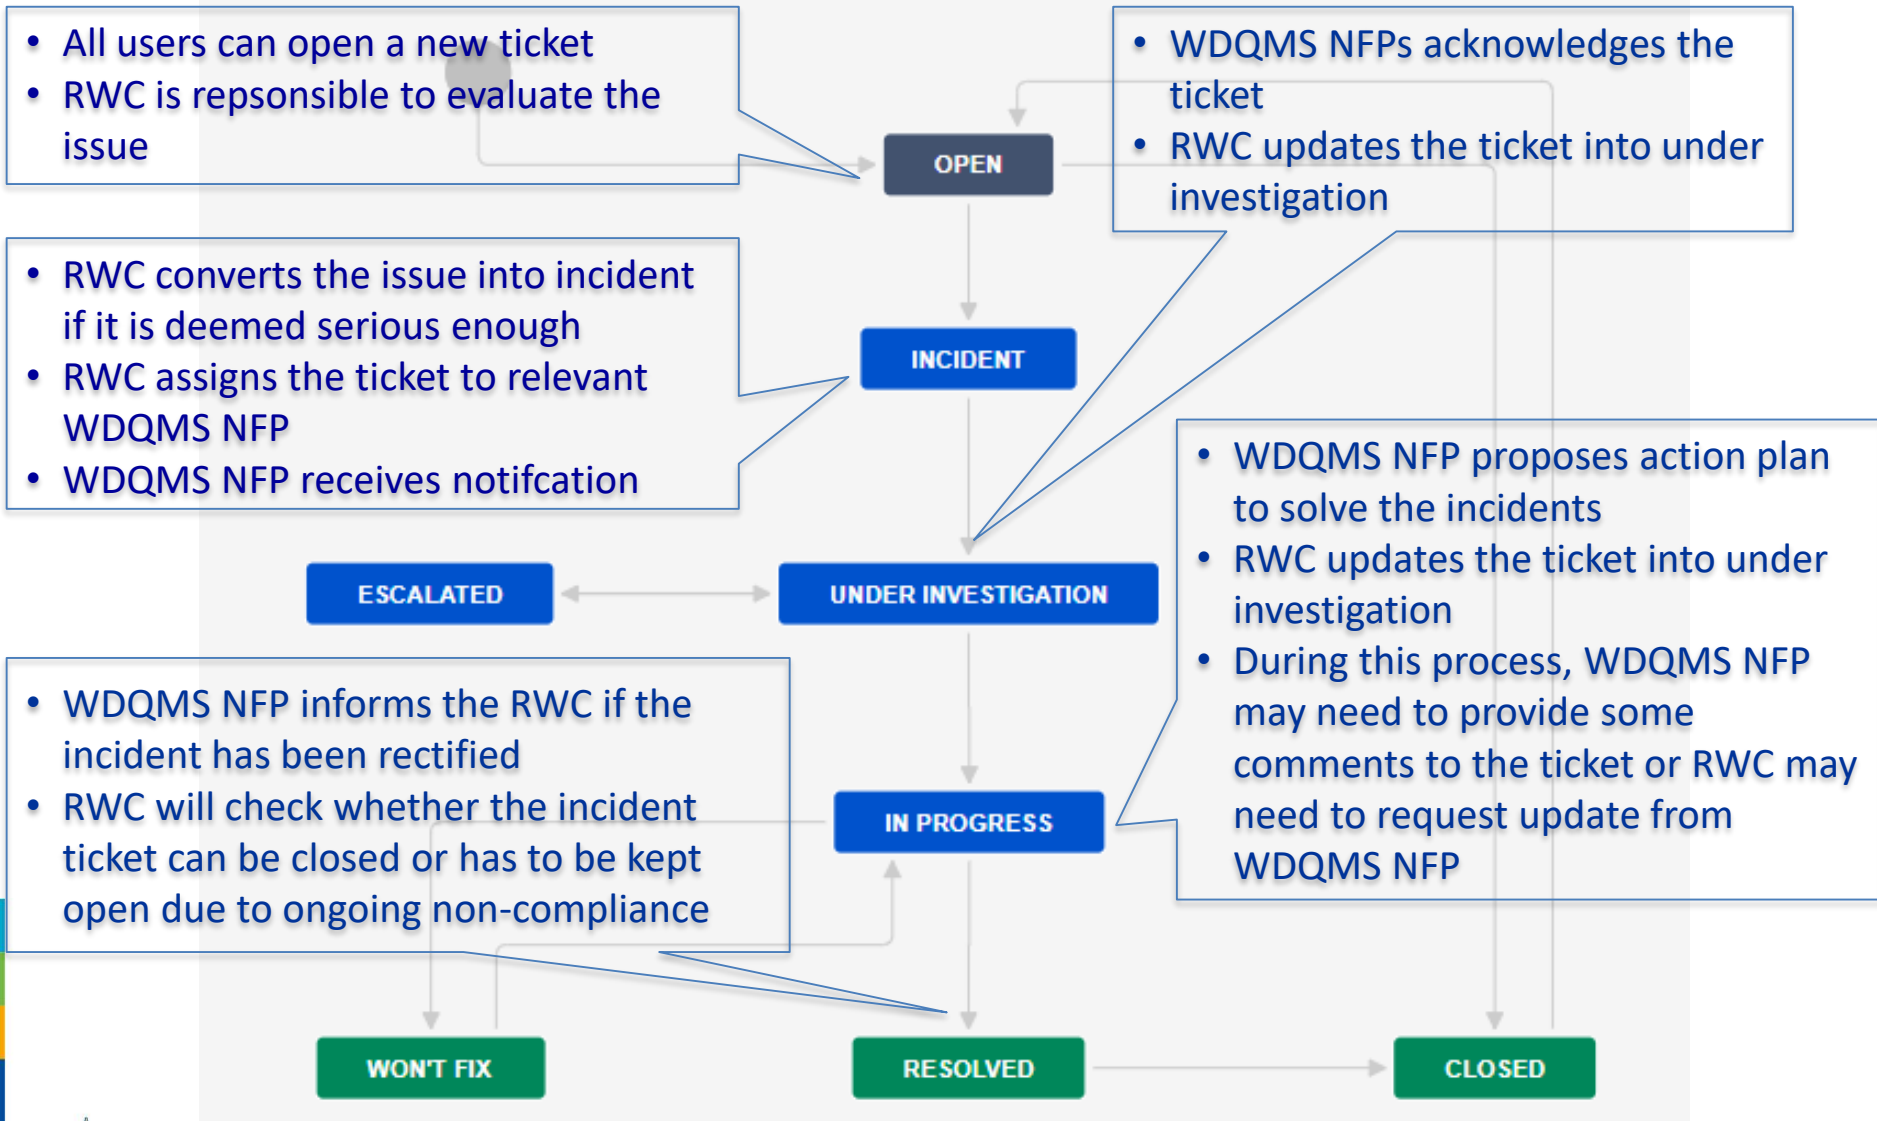 • All users can open a new ticket
• RWC is repsonsible to evaluate the
issue
• WDQMS NFPs acknowledges the
ticket
• RWC updates the ticket into under
investigation
OPEN
• RWC converts the issue into incident
if it is deemed serious enough
• RWC assigns the ticket to relevant
WDQMS NFP
• WDQMS NFP receives notifcation
INCIDENT
• WDQMS NFP proposes action plan
to solve the incidents
• RWC updates the ticket into under
investigation
• During this process, WDQMS NFP
may need to provide some
comments to the ticket or RWC may
need to request update from
WDQMS NFP
ESCALATED
UNDER INVESTIGATION
• WDQMS NFP informs the RWC if the
incident has been rectified
• RWC will check whether the incident
ticket can be closed or has to be kept
open due to ongoing non-compliance
IN PROGRESS
WON'T FIX
RESOLVED
CLOSED